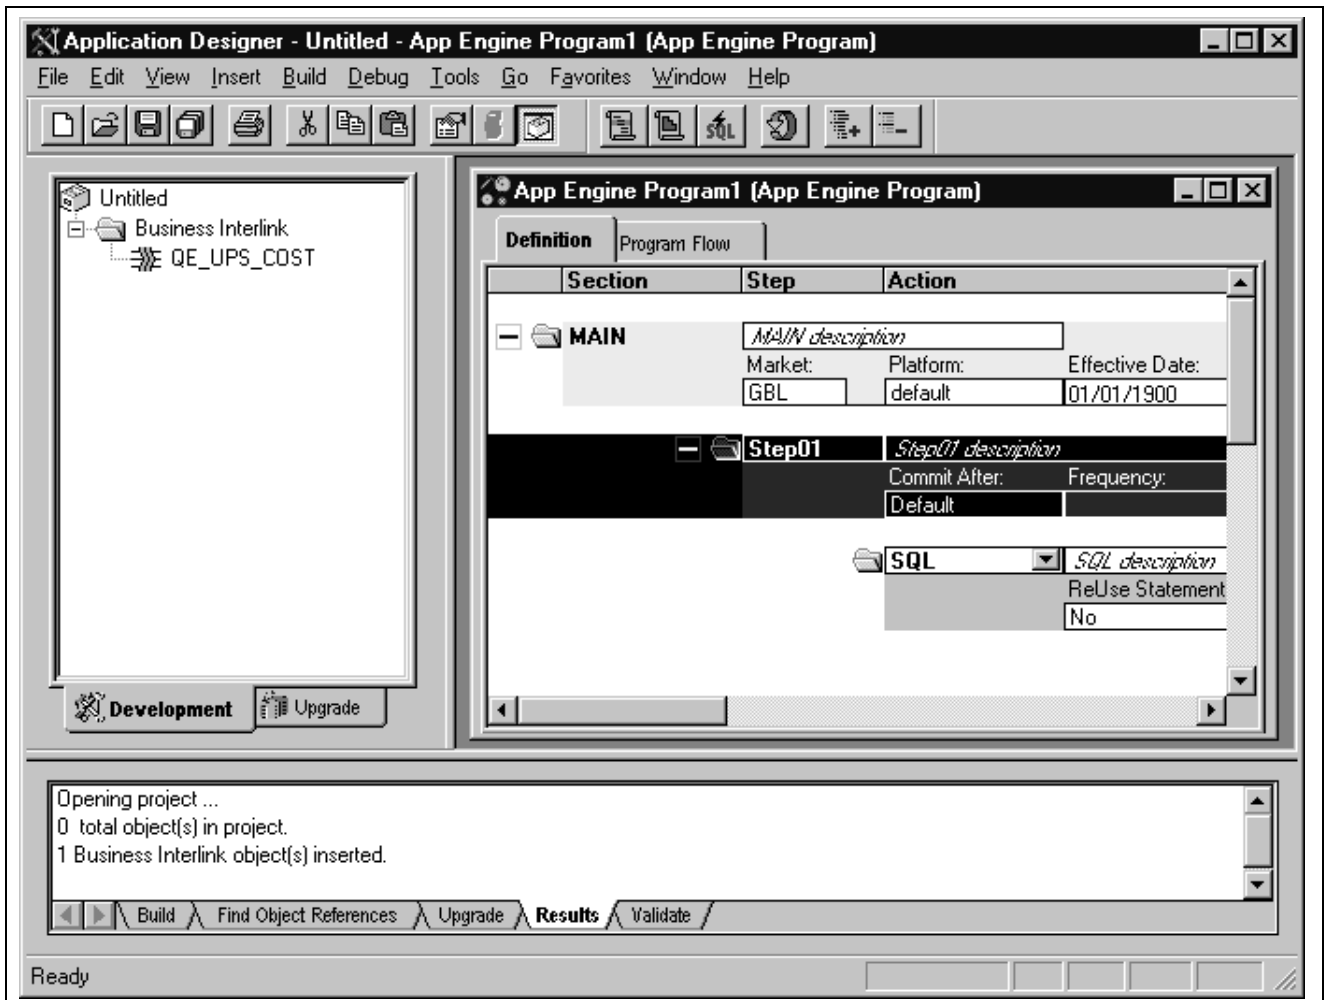 Application Designer - Untitled - App Engine Program1 (App Engine Program)
File Edit View Insert Build Debug Tools Go Favorites Window Help
SQL
Untitled
Business Interlink
QE_UPS_COST
Development Upgrade
App Engine Program1 (App Engine Program)
Definition Program Flow
Section Step Action
MAIN MAIN description
Market: Platform: Effective Date:
GBL default 01/01/1900
Step01 Step01 description
Commit After: Frequency:
Default
SQL SQL description
ReUse Statement
No
Opening project ...
0 total object(s) in project.
1 Business Interlink object(s) inserted.
Build Find Object References Upgrade Results Validate
Ready